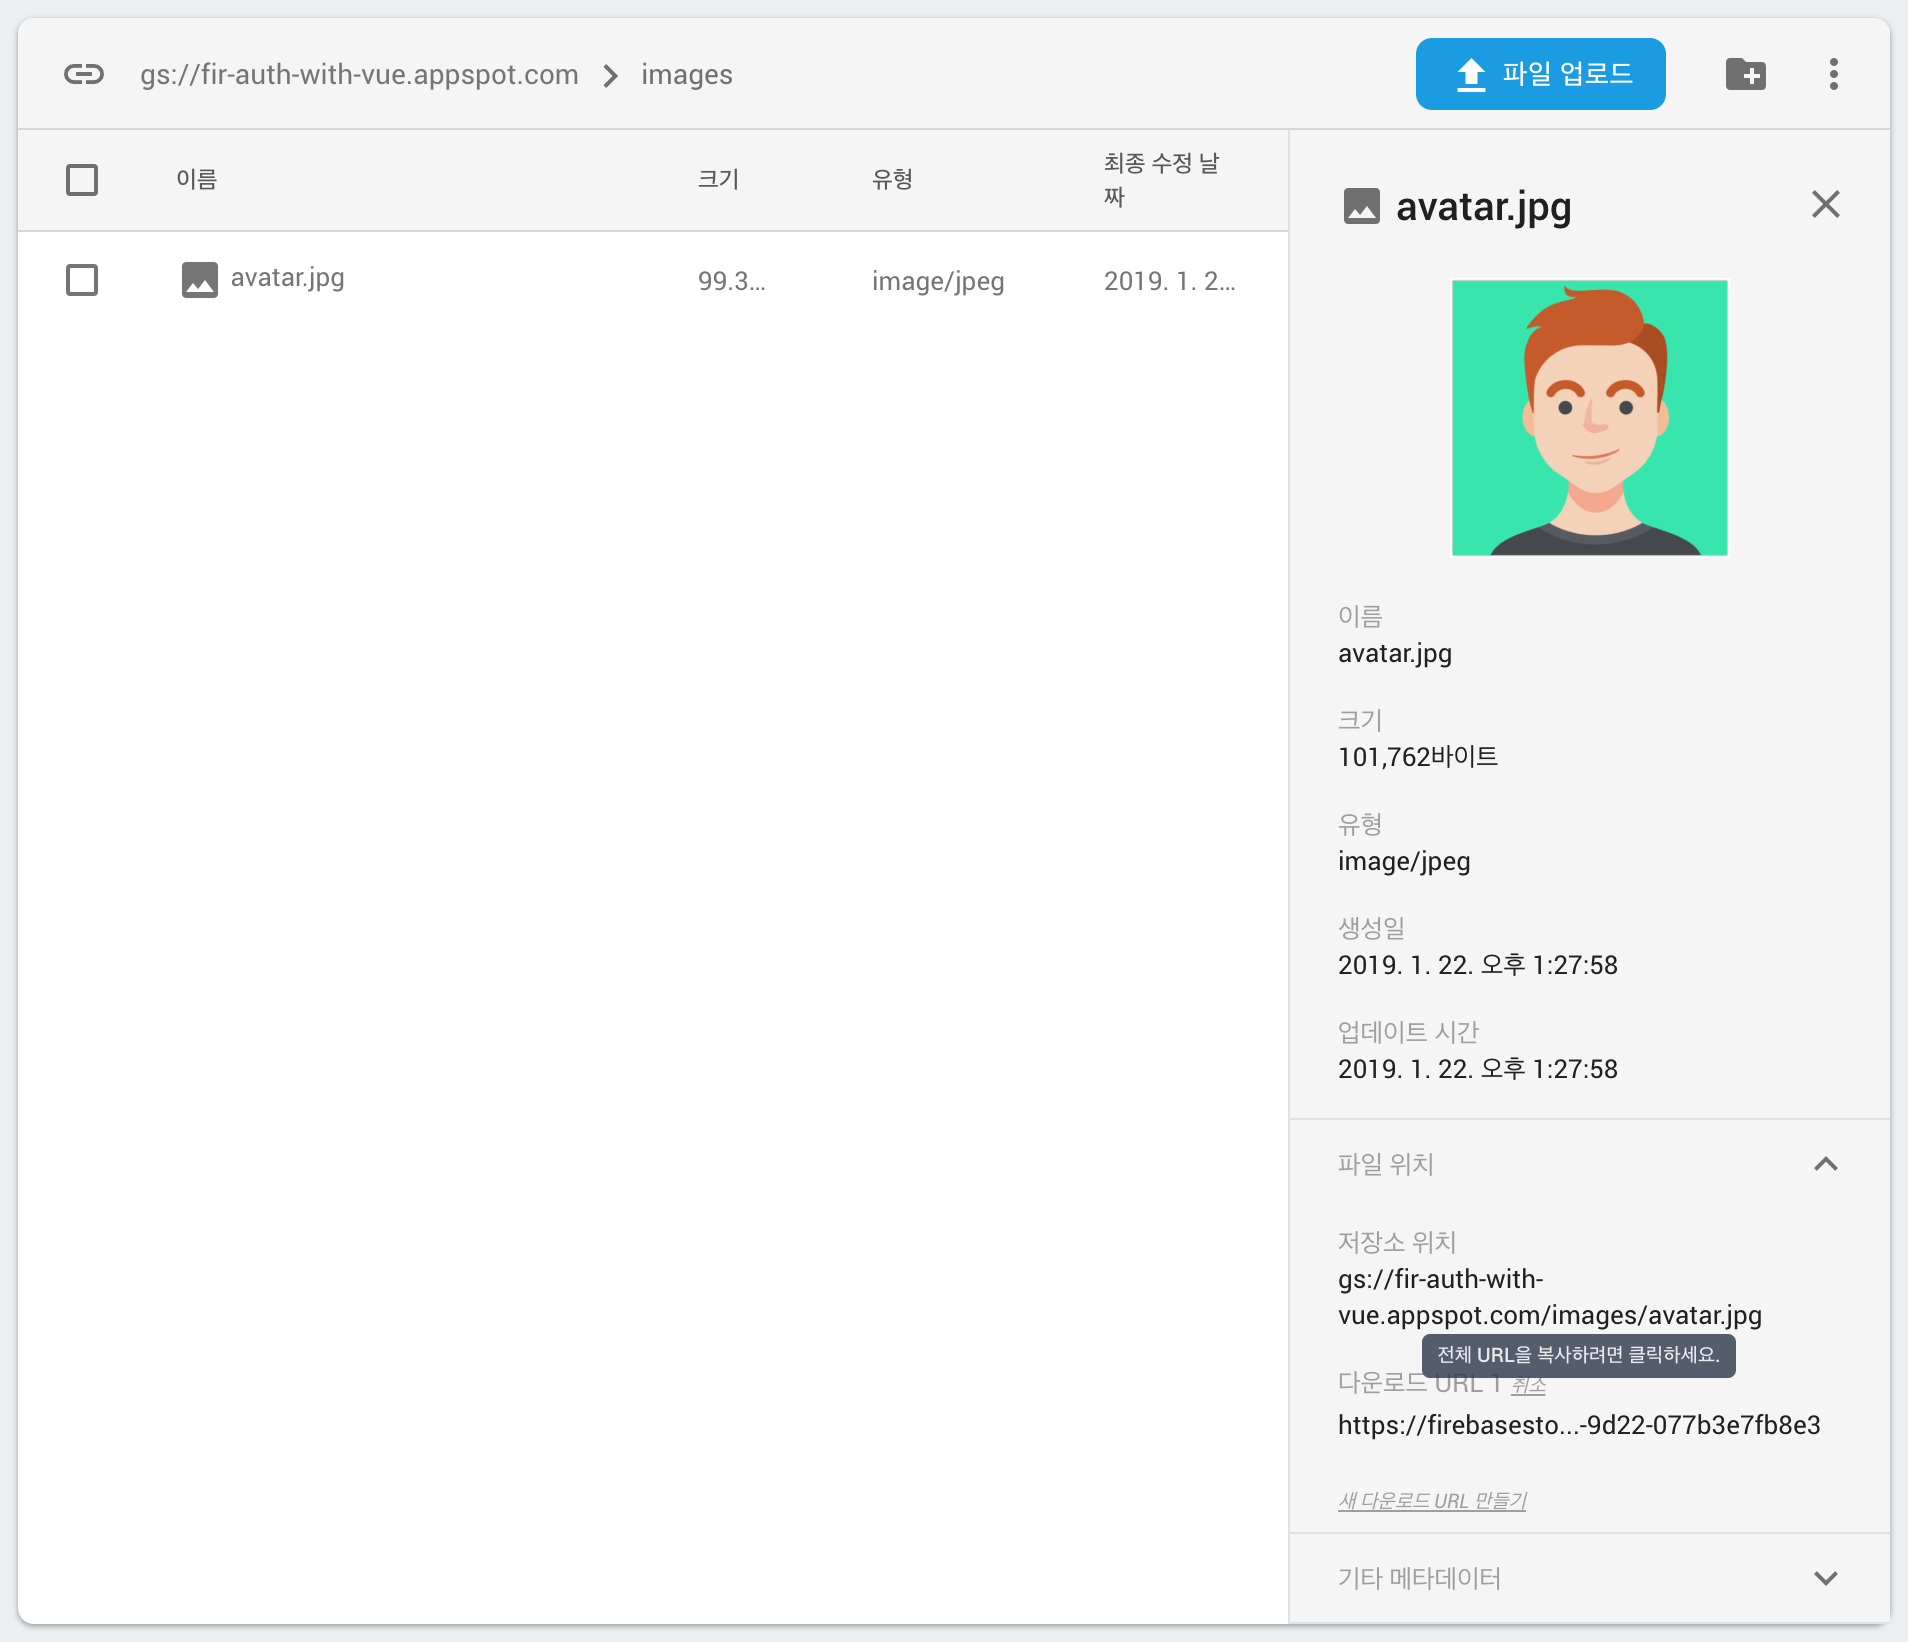 gs://fir-auth-with-vue.appspot.com > images
파일 업로드
이름 크기 유형 최종 수정 날
짜
avatar.jpg 99.3... image/jpeg 2019. 1. 2...
avatar.jpg
이름
avatar.jpg
크기
101,762바이트
유형
image/jpeg
생성일
2019. 1. 22. 오후 1:27:58
업데이트 시간
2019. 1. 22. 오후 1:27:58
파일 위치
저장소 위치
gs://fir-auth-with-
vue.appspot.com/images/avatar.jpg
전체 URL을 복사하려면 클릭하세요.
다운로드 URL 1 취소
https://firebasesto...-9d22-077b3e7fb8e3
새 다운로드 URL 만들기
기타 메타데이터